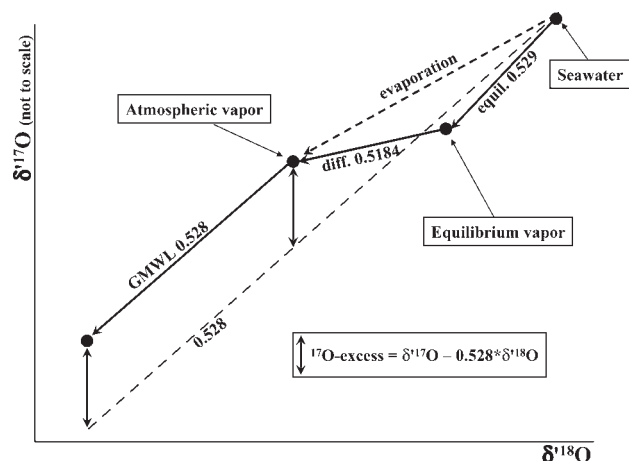 δ'17O (not to scale)
evaporation
equil. 0.529
Seawater
Atmospheric vapor
diff. 0.5184
Equilibrium vapor
GMWL 0.528
0.528
17O-excess = δ'17O – 0.528*δ'18O
δ'18O